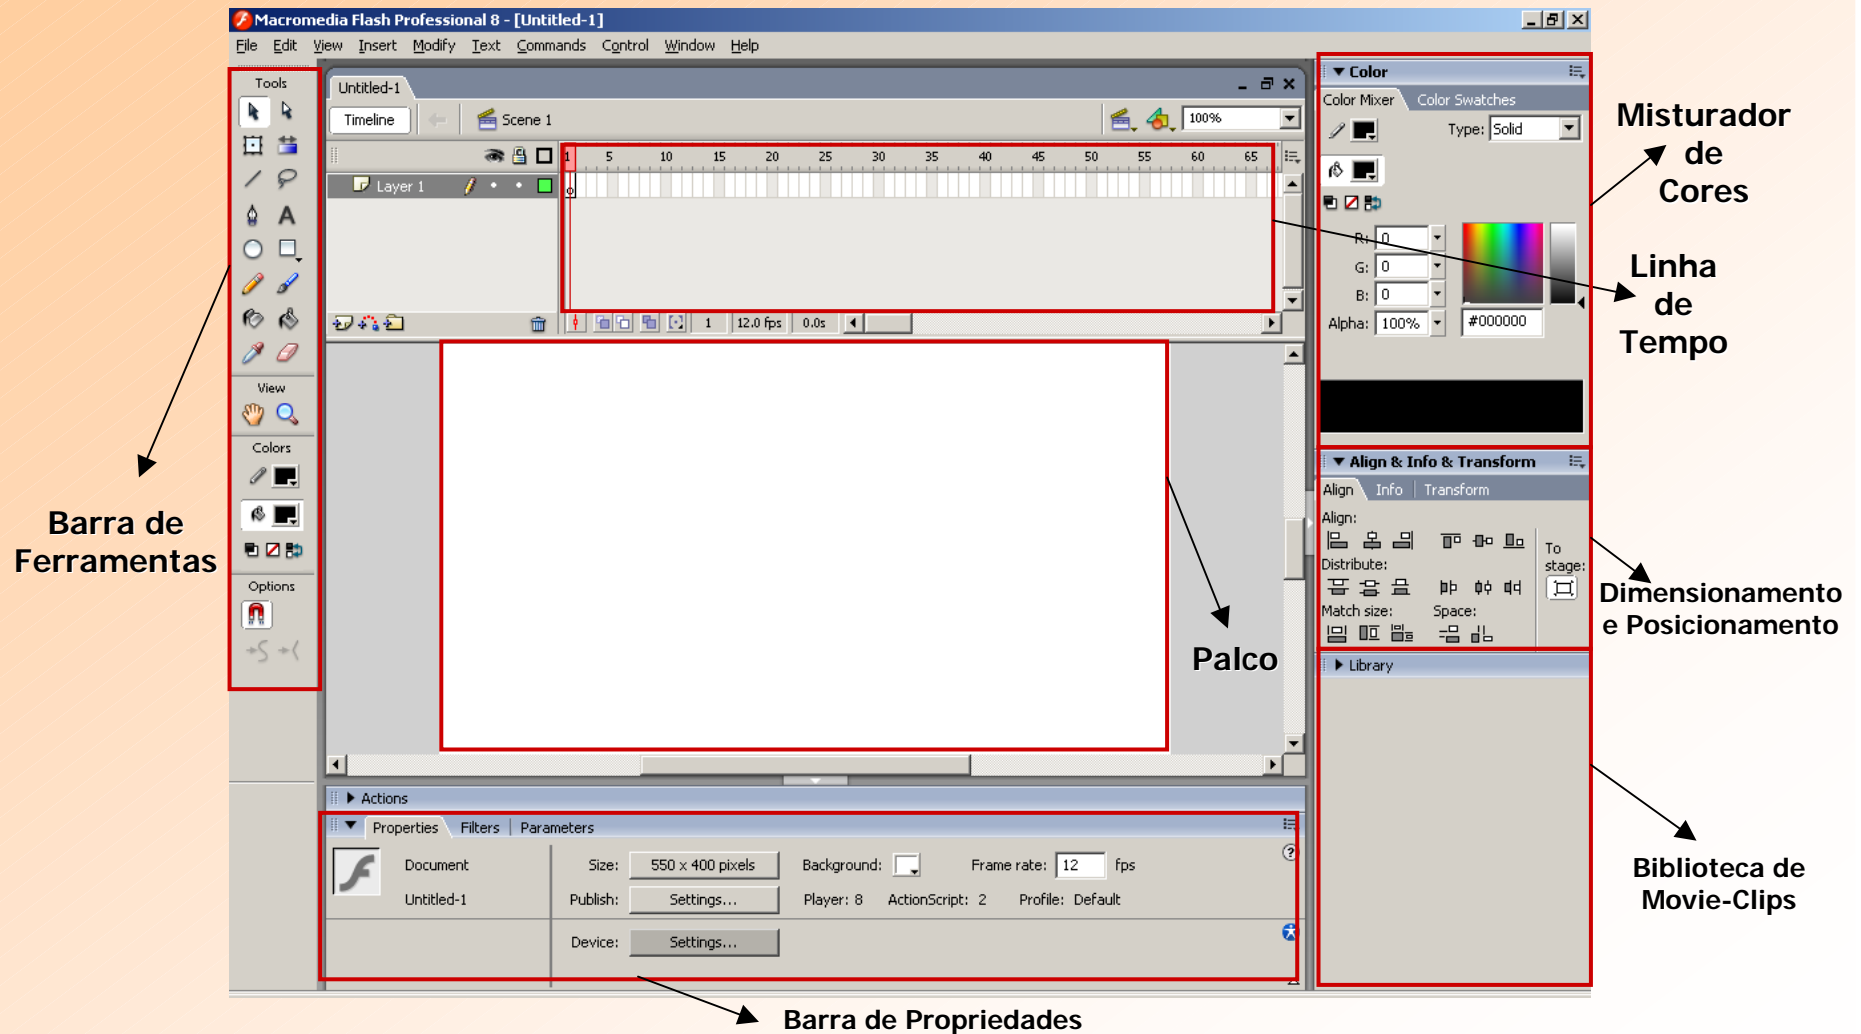 Macromedia Flash Professional 8 - [Untitled-1]
File Edit View Insert Modify Text Commands Control Window Help
Tools
View
Colors
Options
Barra de
Ferramentas
Untitled-1
Timeline
Scene 1
100%
1 5 10 15 20 25 30 35 40 45 50 55 60 65
Layer 1
1 12.0 fps 0.0s
Palco
Actions
Properties Filters Parameters
Document
Untitled-1
Size: 550 x 400 pixels Background: Frame rate: 12 fps
Publish: Settings... Player: 8 ActionScript: 2 Profile: Default
Device: Settings...
Barra de Propriedades
Color
Color Mixer Color Swatches
Type: Solid
R: 0
G: 0
B: 0
Alpha: 100% #000000
Align & Info & Transform
Align Info Transform
Align:
Distribute:
Match size: Space:
To
stage:
Library
Misturador
de
Cores
Linha
de
Tempo
Dimensionamento
e Posicionamento
Biblioteca de
Movie-Clips